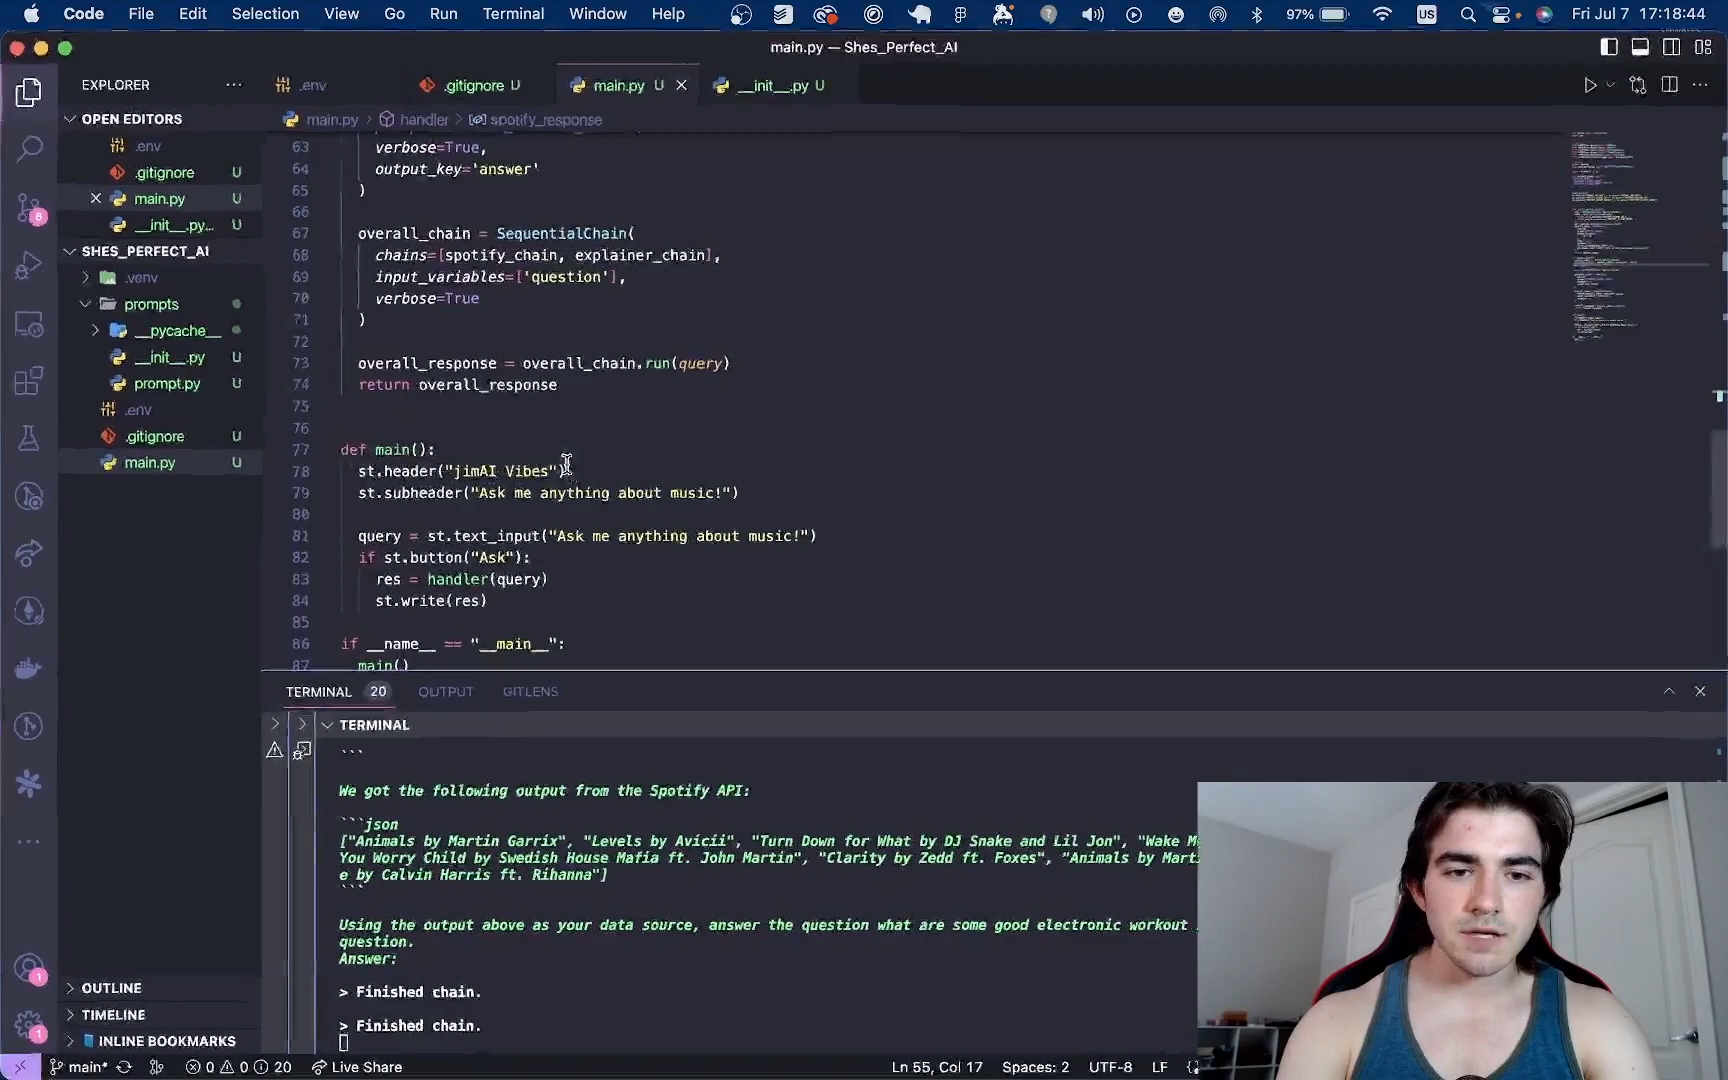 Code File Edit Selection View Go Run Terminal Window Help 97% US Fri Jul 7 17:18:44
main.py — Shes_Perfect_AI
EXPLORER
.env
.gitignore U
main.py U
__init__.py U
OPEN EDITORS
main.py > handler > spotify_response
.env
.gitignore U
main.py U
__init__.py... U
SHES_PERFECT_AI
.venv
prompts
__pycache__
__init__.py U
prompt.py U
.env
.gitignore U
main.py U
63 verbose=True,
64 output_key='answer'
65 )
66
67 overall_chain = SequentialChain(
68 chains=[spotify_chain, explainer_chain],
69 input_variables=['question'],
70 verbose=True
71 )
72
73 overall_response = overall_chain.run(query)
74 return overall_response
75
76
77 def main():
78 st.header("jimAI Vibes")
79 st.subheader("Ask me anything about music!")
80
81 query = st.text_input("Ask me anything about music!")
82 if st.button("Ask"):
83 res = handler(query)
84 st.write(res)
85
86 if __name__ == "__main__":
87 main()
TERMINAL 20 OUTPUT GITLENS
TERMINAL
```
We got the following output from the Spotify API:
```json
["Animals by Martin Garrix", "Levels by Avicii", "Turn Down for What by DJ Snake and Lil Jon", "Wake M
You Worry Child by Swedish House Mafia ft. John Martin", "Clarity by Zedd ft. Foxes", "Animals by Marti
e by Calvin Harris ft. Rihanna"]
```
Using the output above as your data source, answer the question what are some good electronic workout
question.
Answer:
> Finished chain.
> Finished chain.
OUTLINE
TIMELINE
INLINE BOOKMARKS
6
1
1
main* 0 0 20 Live Share Ln 55, Col 17 Spaces: 2 UTF-8 LF {